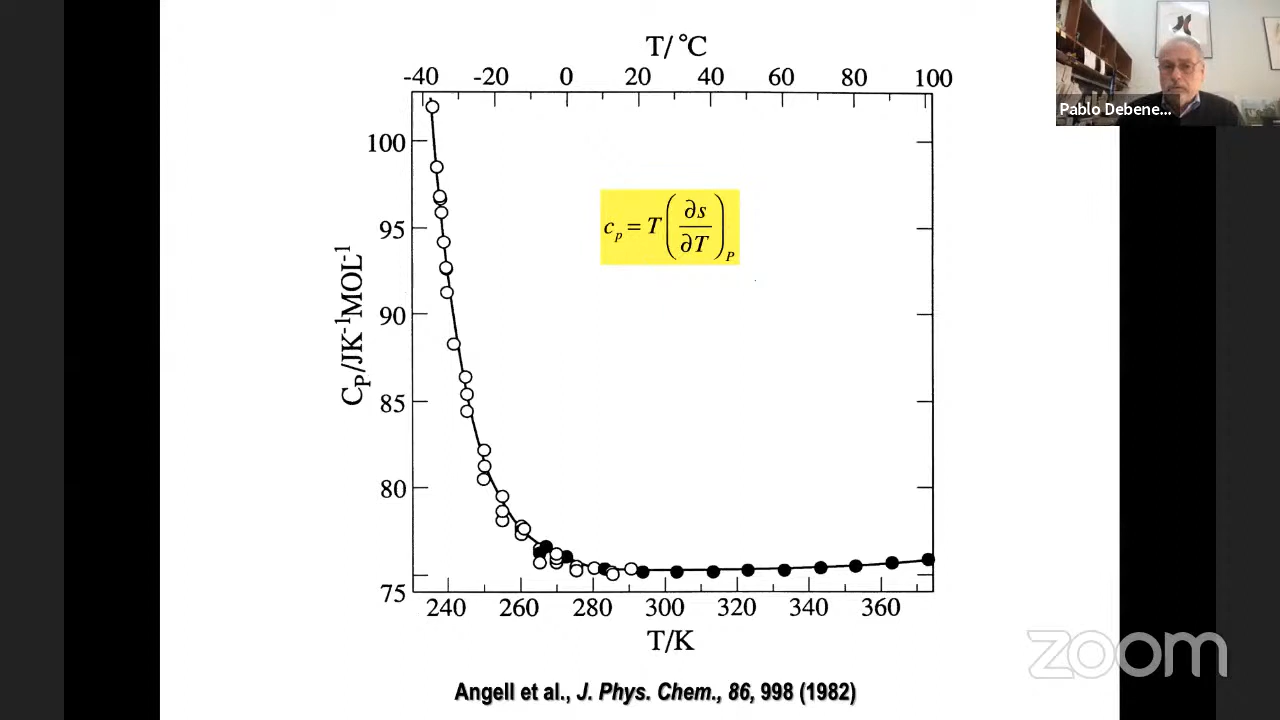 T/ °C
-40 -20 0 20 40 60 80 100
Pablo Debene...
100
95
90
85
80
75
C_P/JK^-1MOL^-1
c_p = T(∂s/∂T)_P
240 260 280 300 320 340 360
T/K
zoom
Angell et al., J. Phys. Chem., 86, 998 (1982)